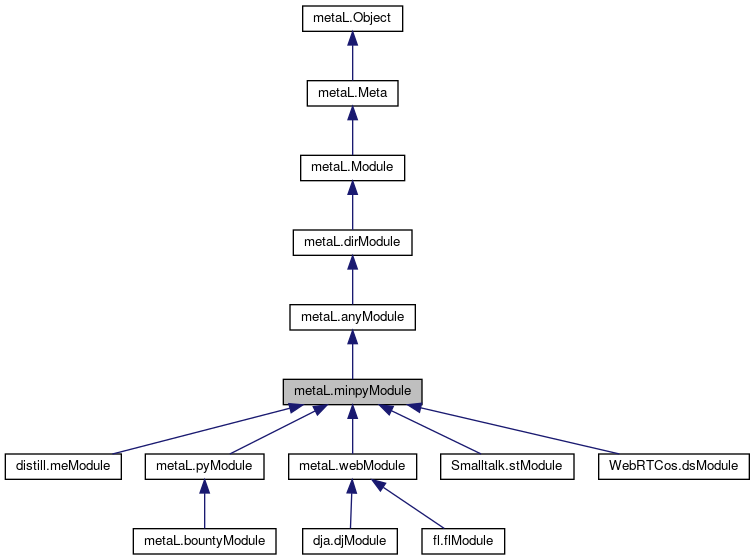 metaL.Object
metaL.Meta
metaL.Module
metaL.dirModule
metaL.anyModule
metaL.minpyModule
distill.meModule
metaL.pyModule
metaL.webModule
Smalltalk.stModule
WebRTCos.dsModule
metaL.bountyModule
dja.djModule
fl.flModule